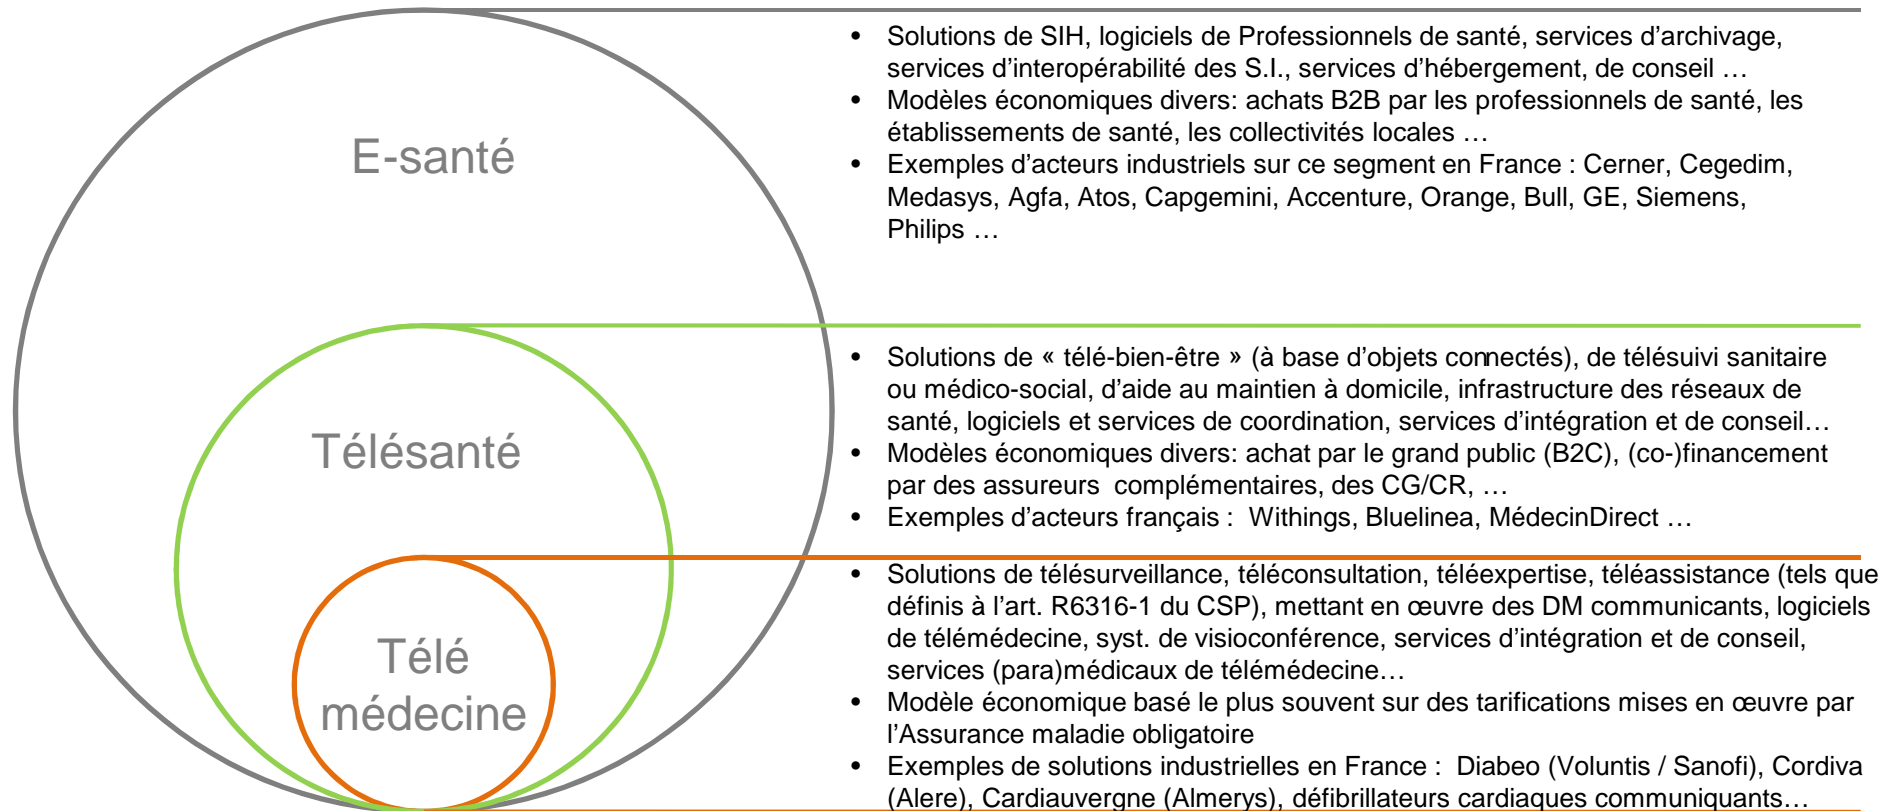 E-santé
• Solutions de SIH, logiciels de Professionnels de santé, services d’archivage,
services d’interopérabilité des S.I., services d’hébergement, de conseil …
• Modèles économiques divers: achats B2B par les professionnels de santé, les
établissements de santé, les collectivités locales …
• Exemples d’acteurs industriels sur ce segment en France : Cerner, Cegedim,
Medasys, Agfa, Atos, Capgemini, Accenture, Orange, Bull, GE, Siemens,
Philips …
Télésanté
• Solutions de « télé-bien-être » (à base d’objets connectés), de télésuivi sanitaire
ou médico-social, d’aide au maintien à domicile, infrastructure des réseaux de
santé, logiciels et services de coordination, services d’intégration et de conseil…
• Modèles économiques divers: achat par le grand public (B2C), (co-)financement
par des assureurs complémentaires, des CG/CR, …
• Exemples d’acteurs français : Withings, Bluelinea, MédecinDirect …
Télé
médecine
• Solutions de télésurveillance, téléconsultation, téléexpertise, téléassistance (tels que
définis à l’art. R6316-1 du CSP), mettant en œuvre des DM communicants, logiciels
de télémédecine, syst. de visioconférence, services d’intégration et de conseil,
services (para)médicaux de télémédecine…
• Modèle économique basé le plus souvent sur des tarifications mises en œuvre par
l’Assurance maladie obligatoire
• Exemples de solutions industrielles en France : Diabeo (Voluntis / Sanofi), Cordiva
(Alere), Cardiauvergne (Almerys), défibrillateurs cardiaques communiquants…